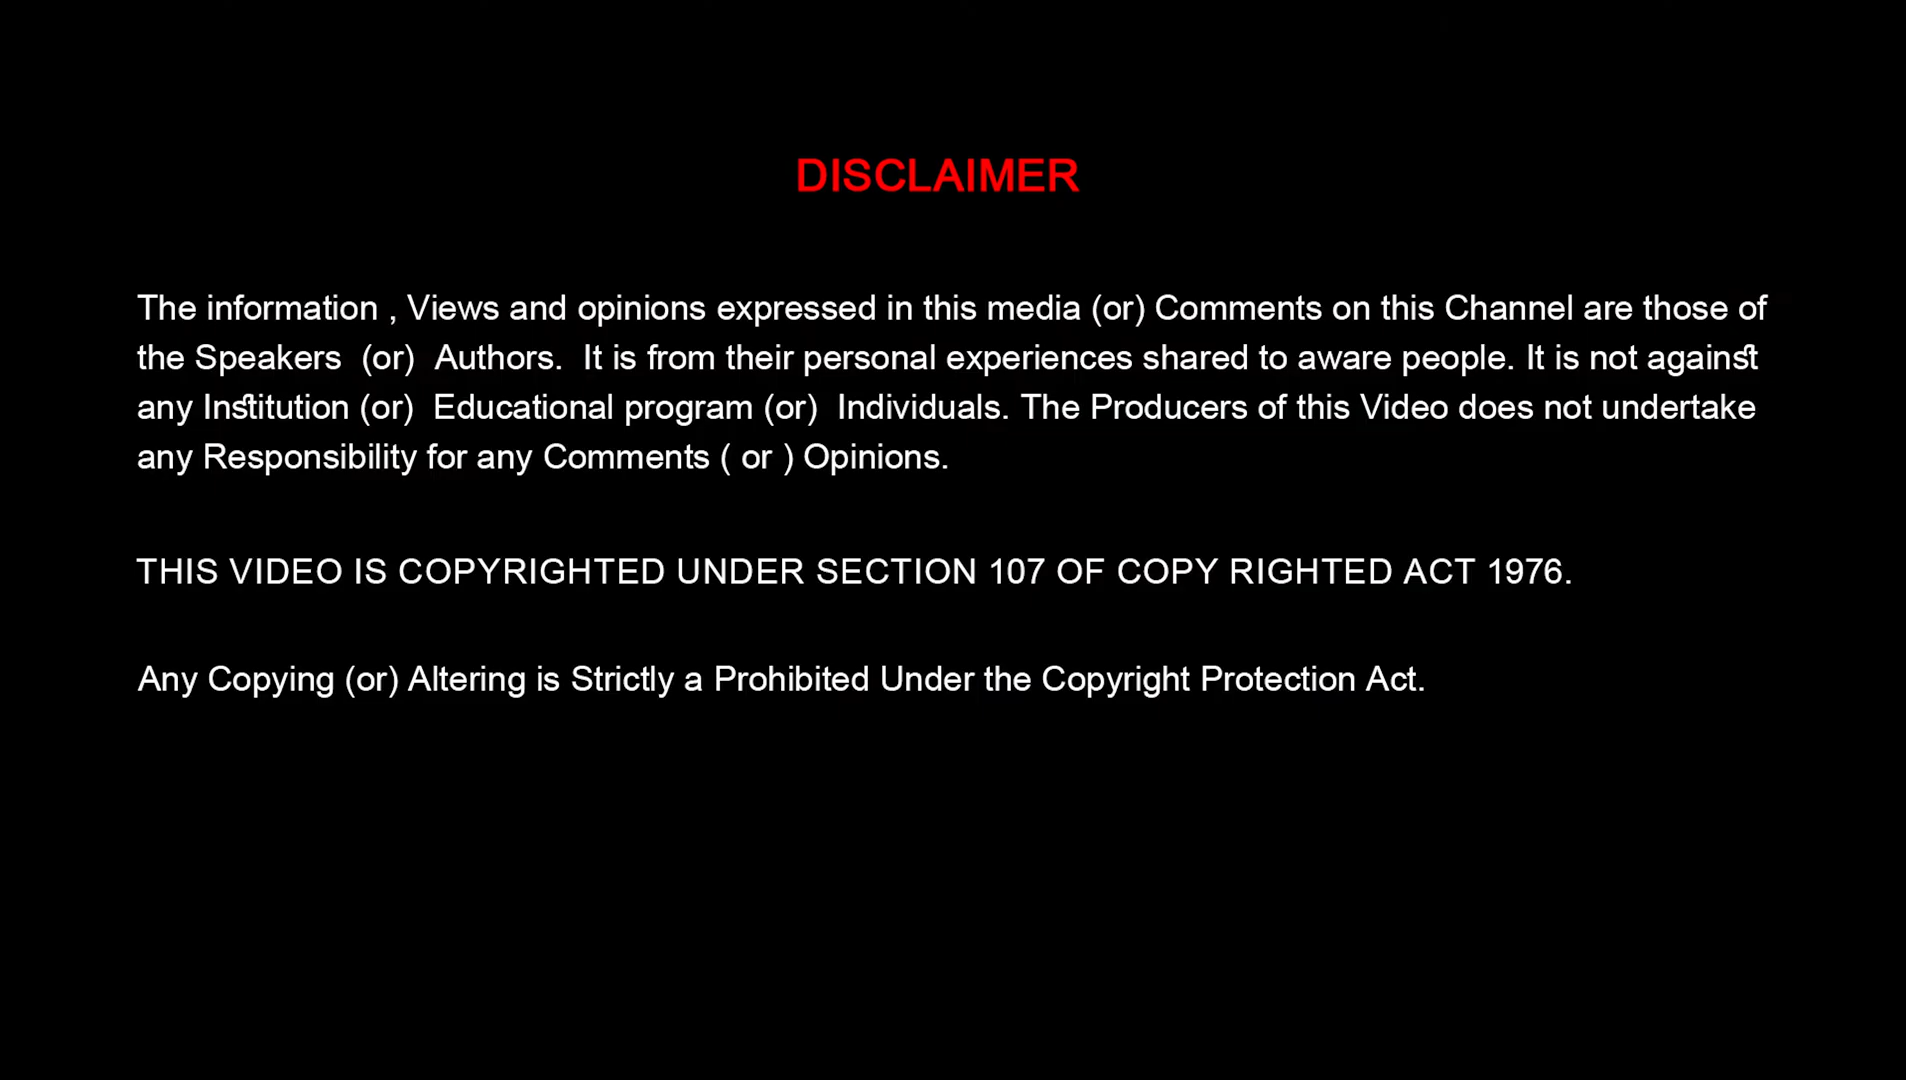 DISCLAIMER
The information , Views and opinions expressed in this media (or) Comments on this Channel are those of
the Speakers (or) Authors. It is from their personal experiences shared to aware people. It is not against
any Institution (or) Educational program (or) Individuals. The Producers of this Video does not undertake
any Responsibility for any Comments ( or ) Opinions.
THIS VIDEO IS COPYRIGHTED UNDER SECTION 107 OF COPY RIGHTED ACT 1976.
Any Copying (or) Altering is Strictly a Prohibited Under the Copyright Protection Act.